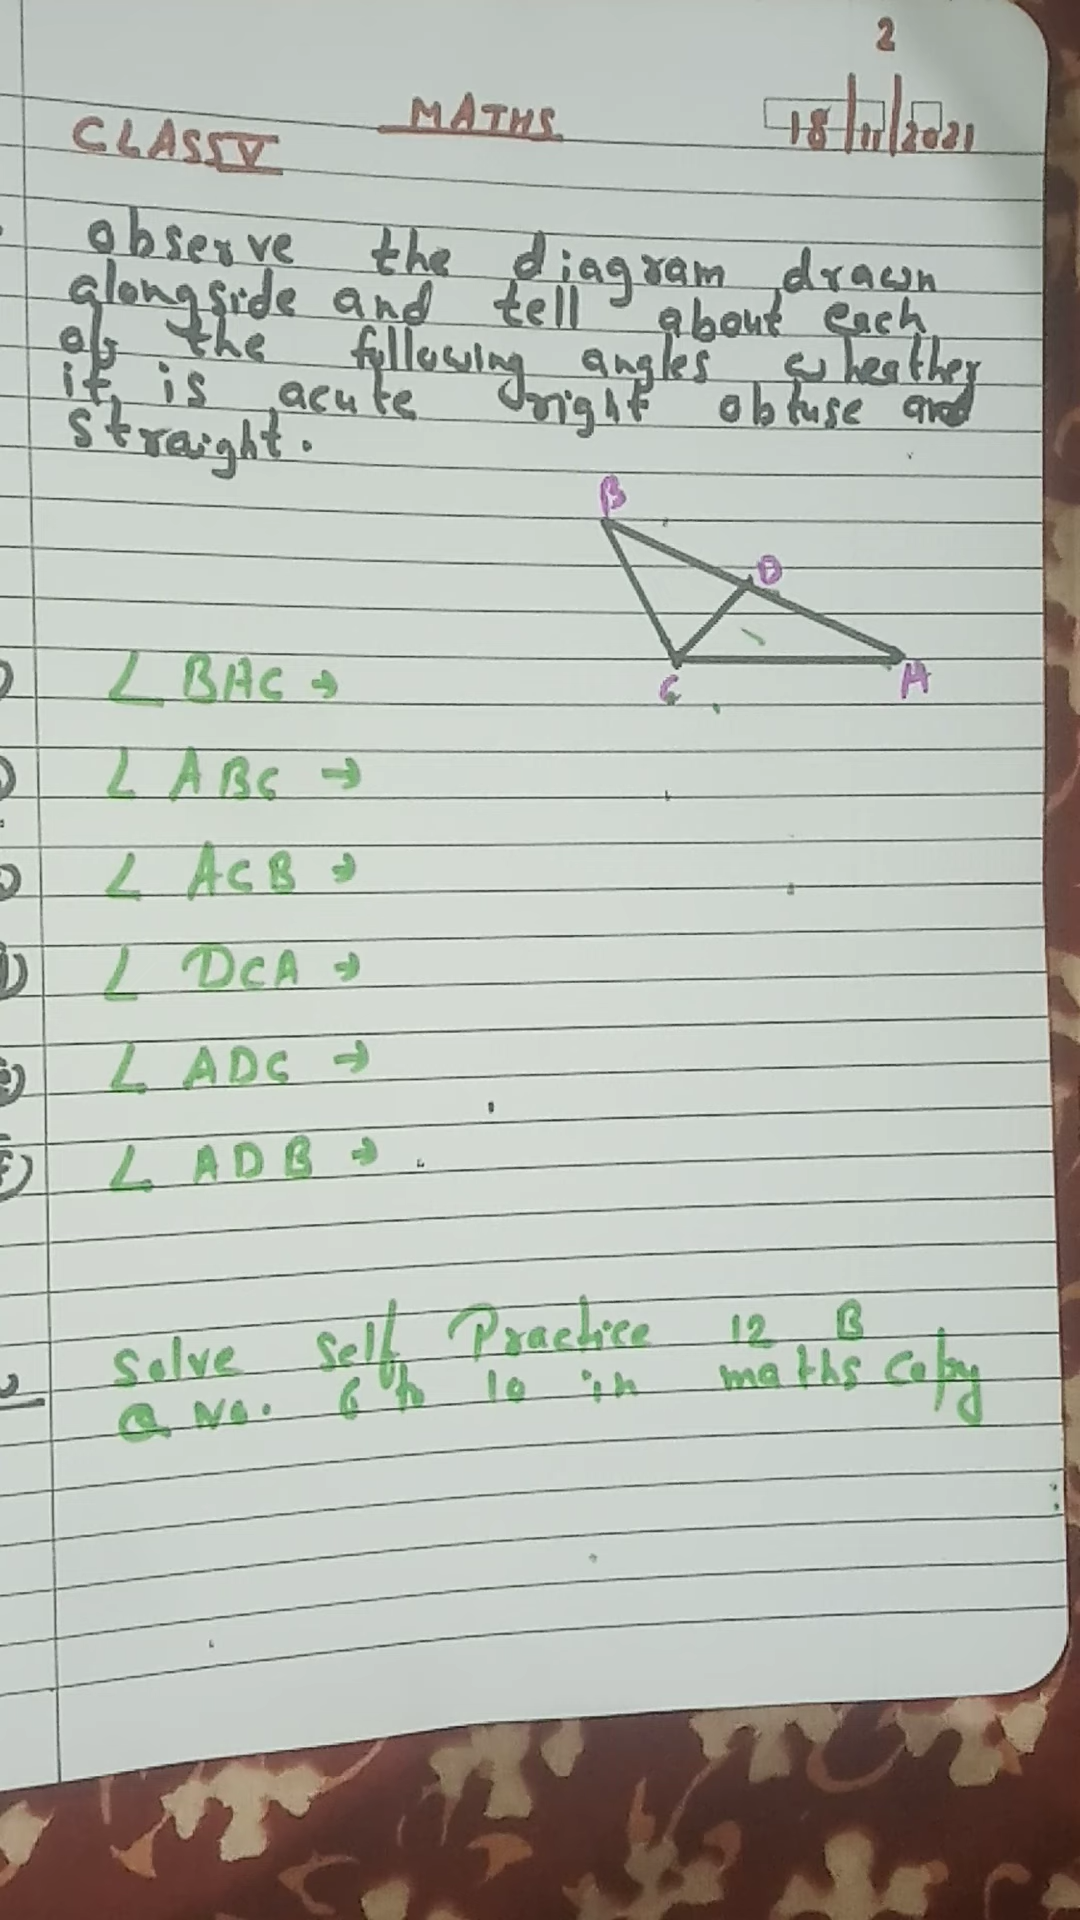 2
CLASS V MATHS 18/11/2021
observe the diagram drawn
alongside and tell about each
of the following angles wheather
it is acute right obtuse and
straight.
B
D
C A
∠ BAC →
∠ ABC →
∠ ACB →
∠ DCA →
∠ ADC →
∠ ADB →
Solve Self Practice 12 B
Q No. 6 to 10 in maths copy